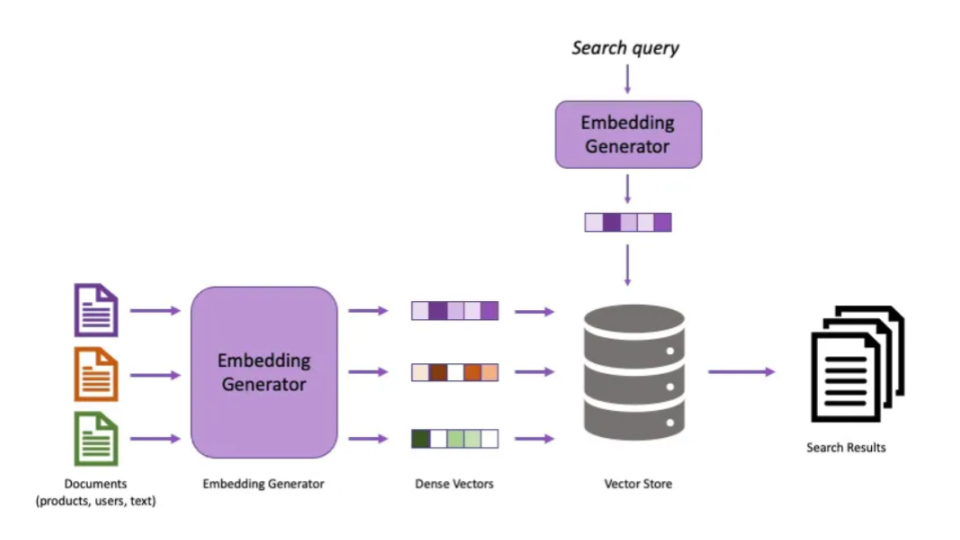 Search query
Embedding
Generator
Embedding
Generator
Documents
(products, users, text)
Embedding Generator
Dense Vectors
Vector Store
Search Results